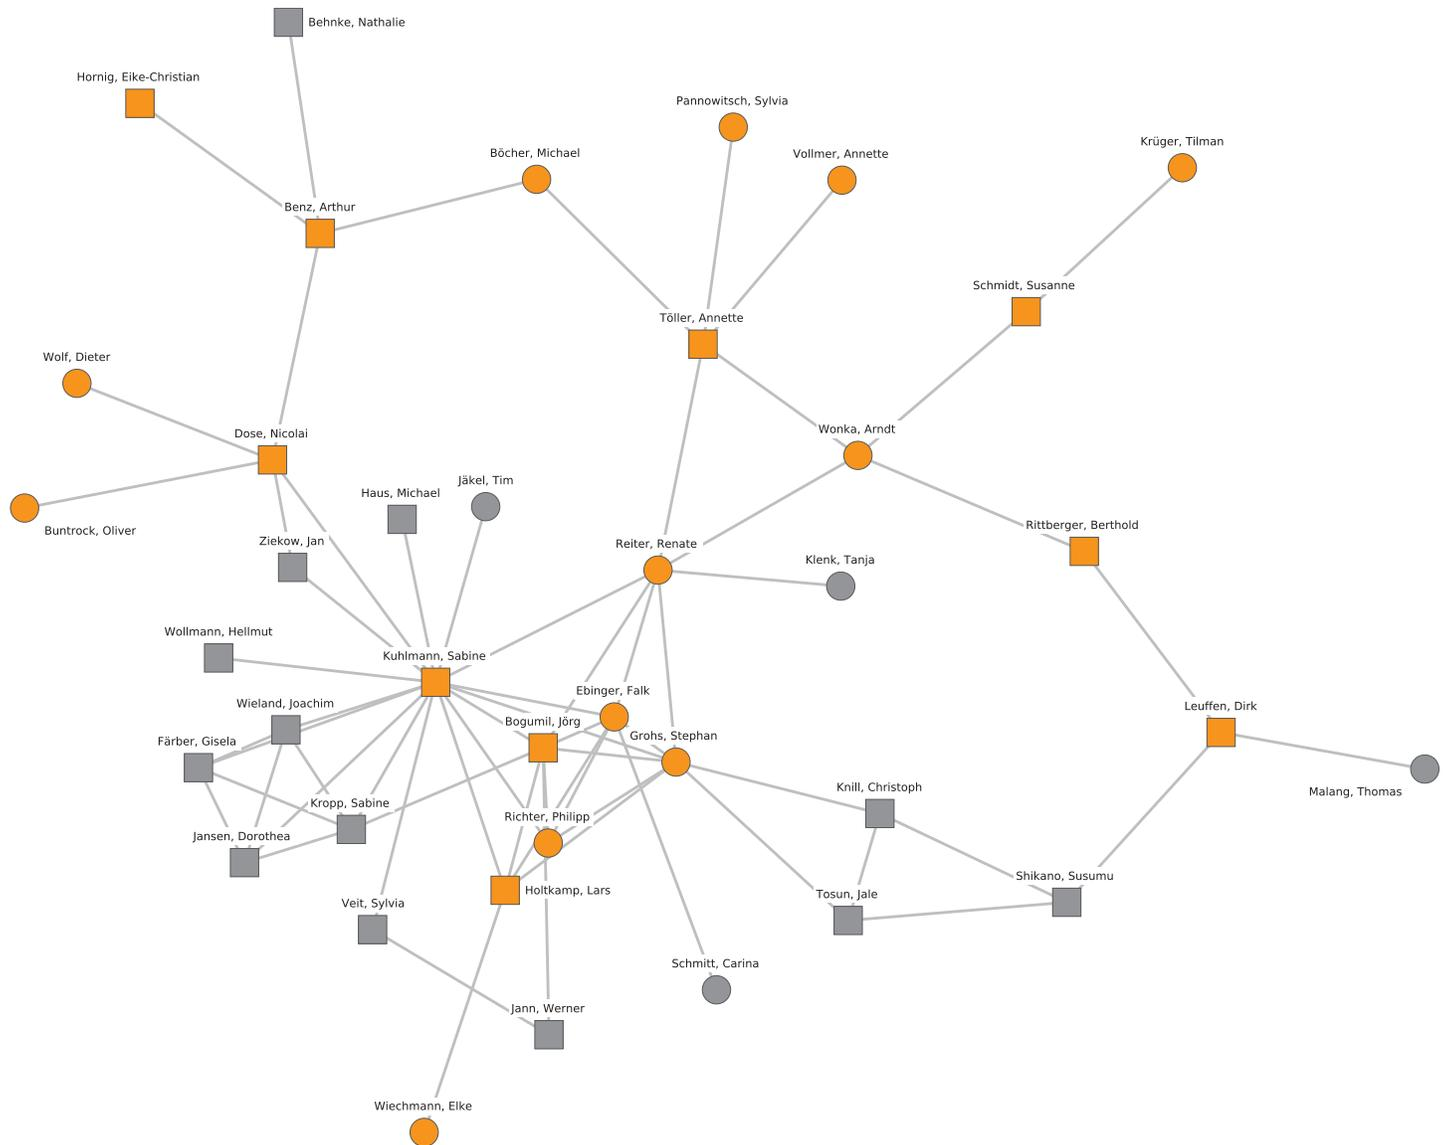 Behnke, Nathalie
Hornig, Eike-Christian
Pannowitsch, Sylvia
Krüger, Tilman
Böcher, Michael
Vollmer, Annette
Benz, Arthur
Schmidt, Susanne
Töller, Annette
Wolf, Dieter
Wonka, Arndt
Dose, Nicolai
Jäkel, Tim
Haus, Michael
Rittberger, Berthold
Buntrock, Oliver
Ziekow, Jan
Reiter, Renate
Klenk, Tanja
Wollmann, Hellmut
Kuhlmann, Sabine
Ebinger, Falk
Wieland, Joachim
Leuffen, Dirk
Bogumil, Jörg
Grohs, Stephan
Färber, Gisela
Knill, Christoph
Malang, Thomas
Kropp, Sabine
Richter, Philipp
Jansen, Dorothea
Shikano, Susumu
Holtkamp, Lars
Tosun, Jale
Veit, Sylvia
Schmitt, Carina
Jann, Werner
Wiechmann, Elke